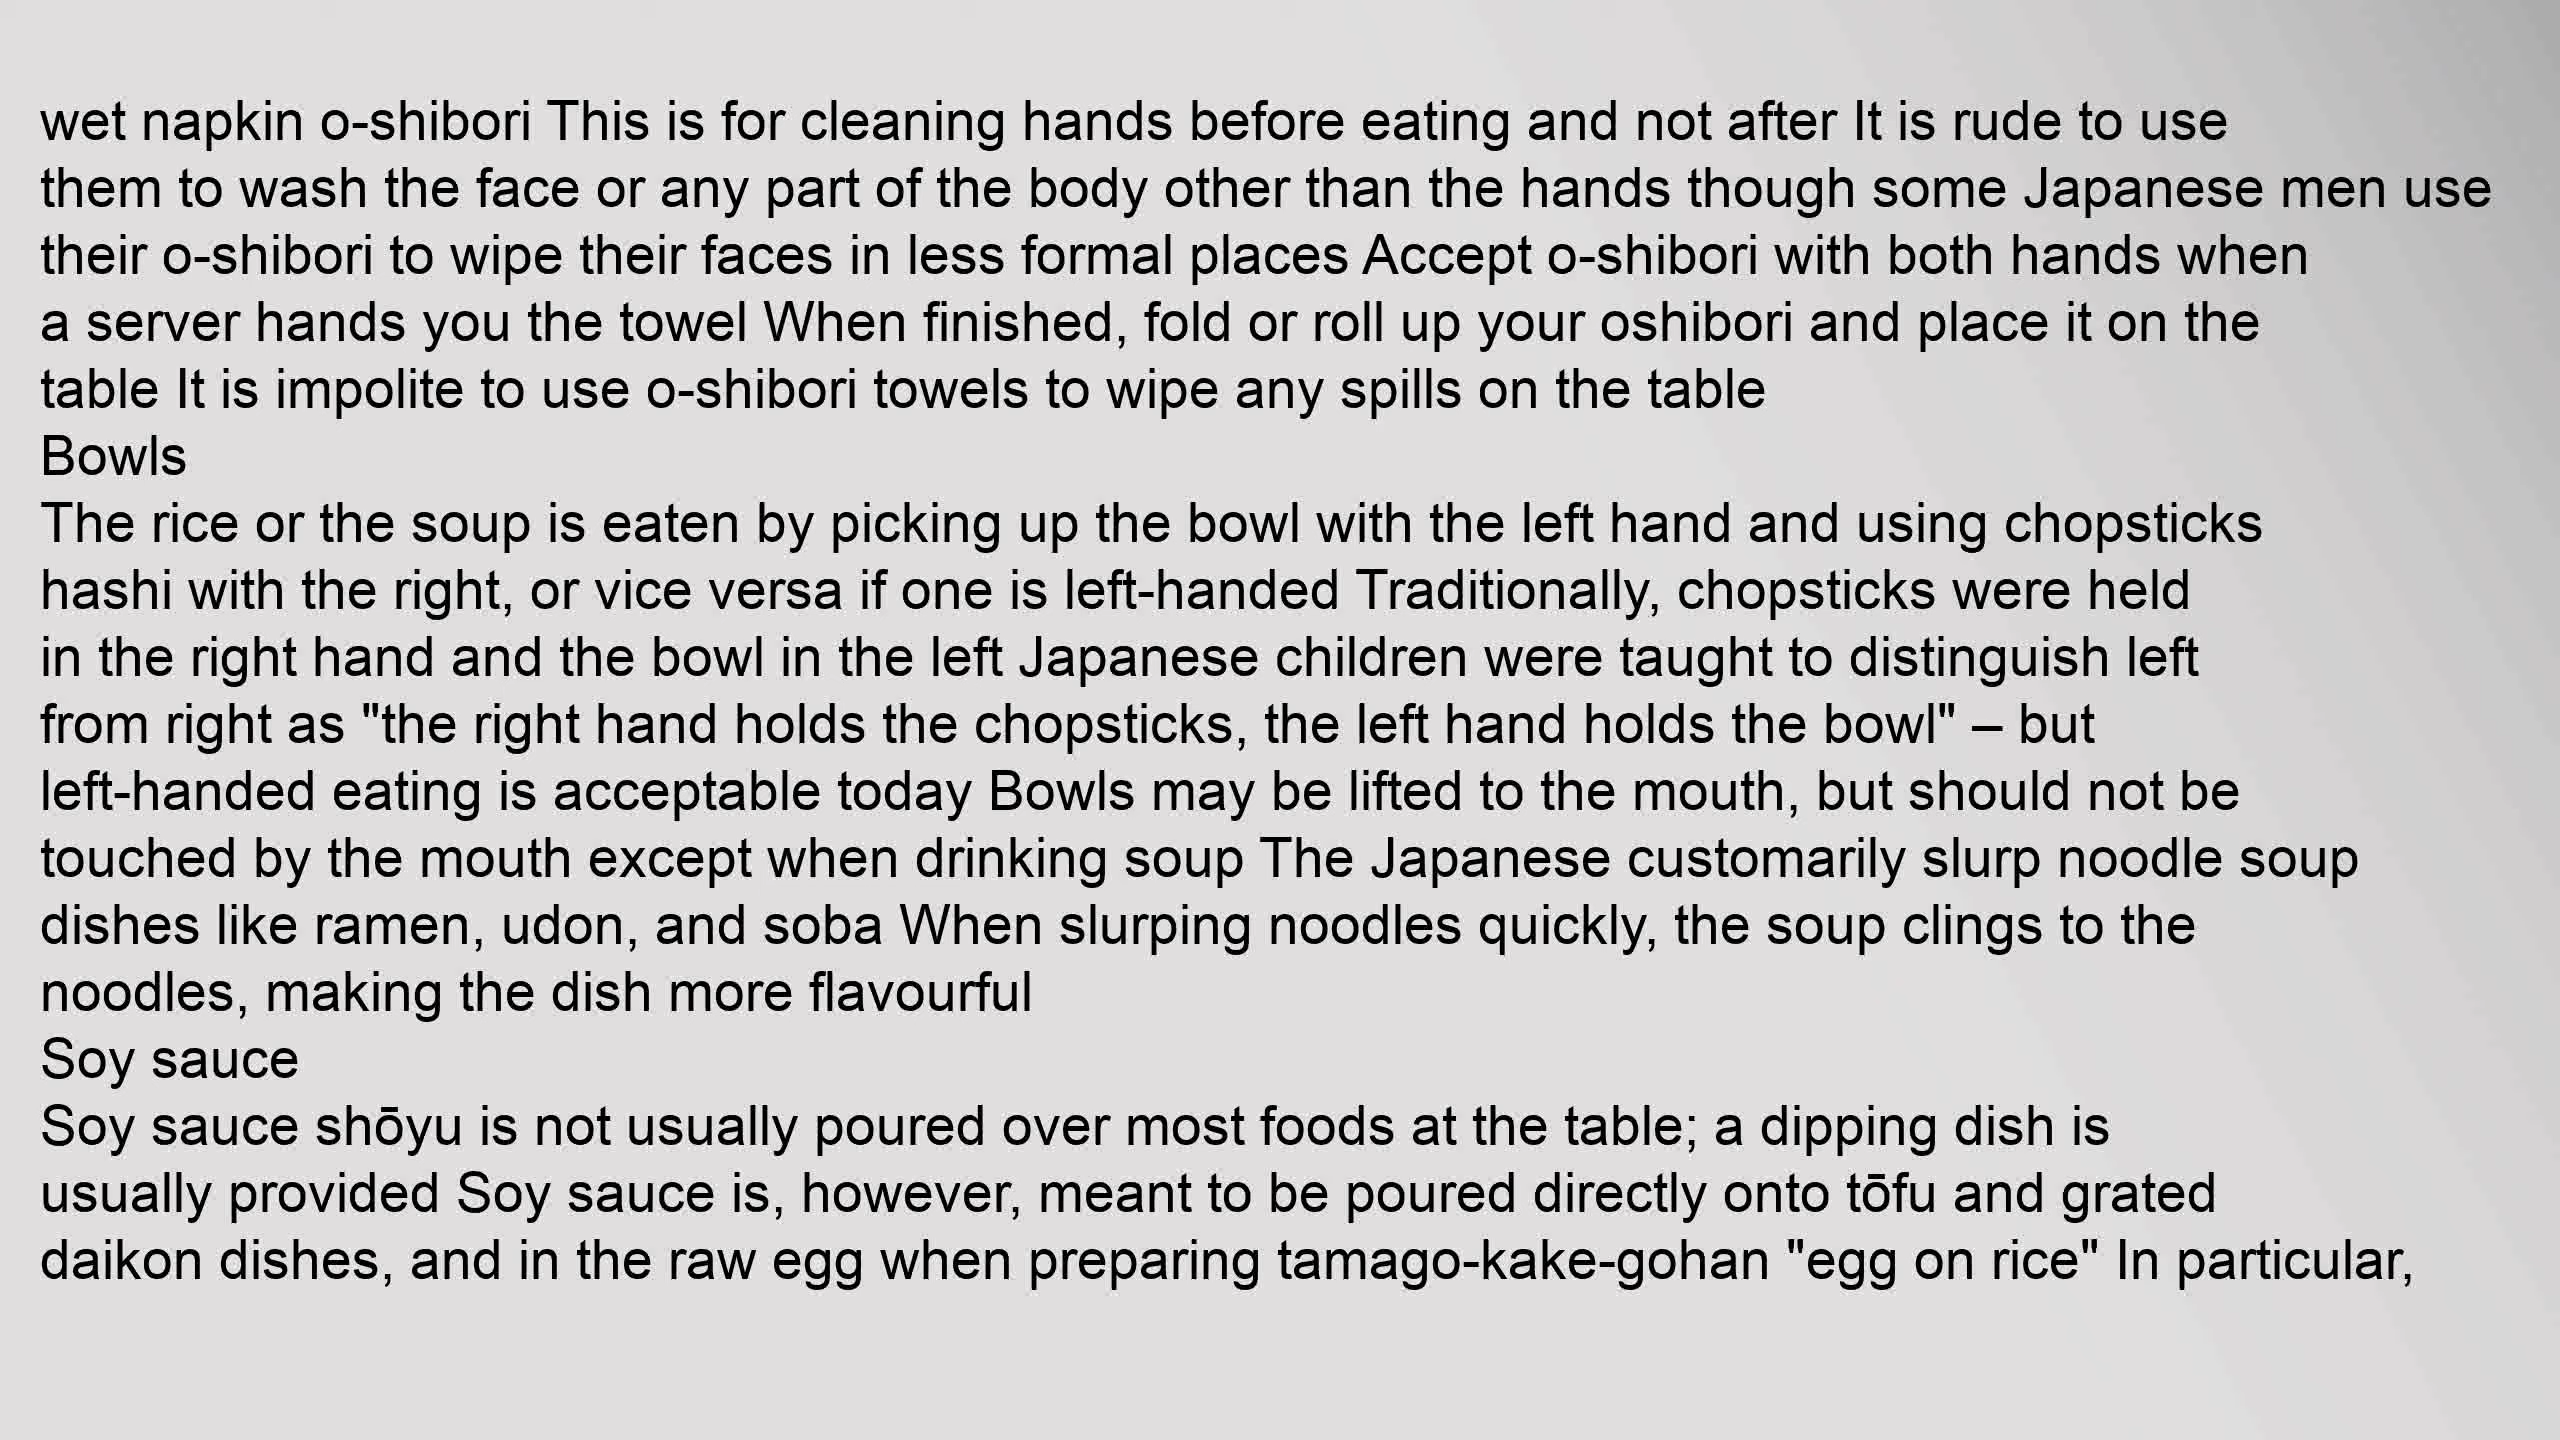 wet napkin o-shibori This is for cleaning hands before eating and not after It is rude to use
them to wash the face or any part of the body other than the hands though some Japanese men use
their o-shibori to wipe their faces in less formal places Accept o-shibori with both hands when
a server hands you the towel When finished, fold or roll up your oshibori and place it on the
table It is impolite to use o-shibori towels to wipe any spills on the table
Bowls
The rice or the soup is eaten by picking up the bowl with the left hand and using chopsticks
hashi with the right, or vice versa if one is left-handed Traditionally, chopsticks were held
in the right hand and the bowl in the left Japanese children were taught to distinguish left
from right as "the right hand holds the chopsticks, the left hand holds the bowl" – but
left-handed eating is acceptable today Bowls may be lifted to the mouth, but should not be
touched by the mouth except when drinking soup The Japanese customarily slurp noodle soup
dishes like ramen, udon, and soba When slurping noodles quickly, the soup clings to the
noodles, making the dish more flavourful
Soy sauce
Soy sauce shōyu is not usually poured over most foods at the table; a dipping dish is
usually provided Soy sauce is, however, meant to be poured directly onto tōfu and grated
daikon dishes, and in the raw egg when preparing tamago-kake-gohan "egg on rice" In particular,